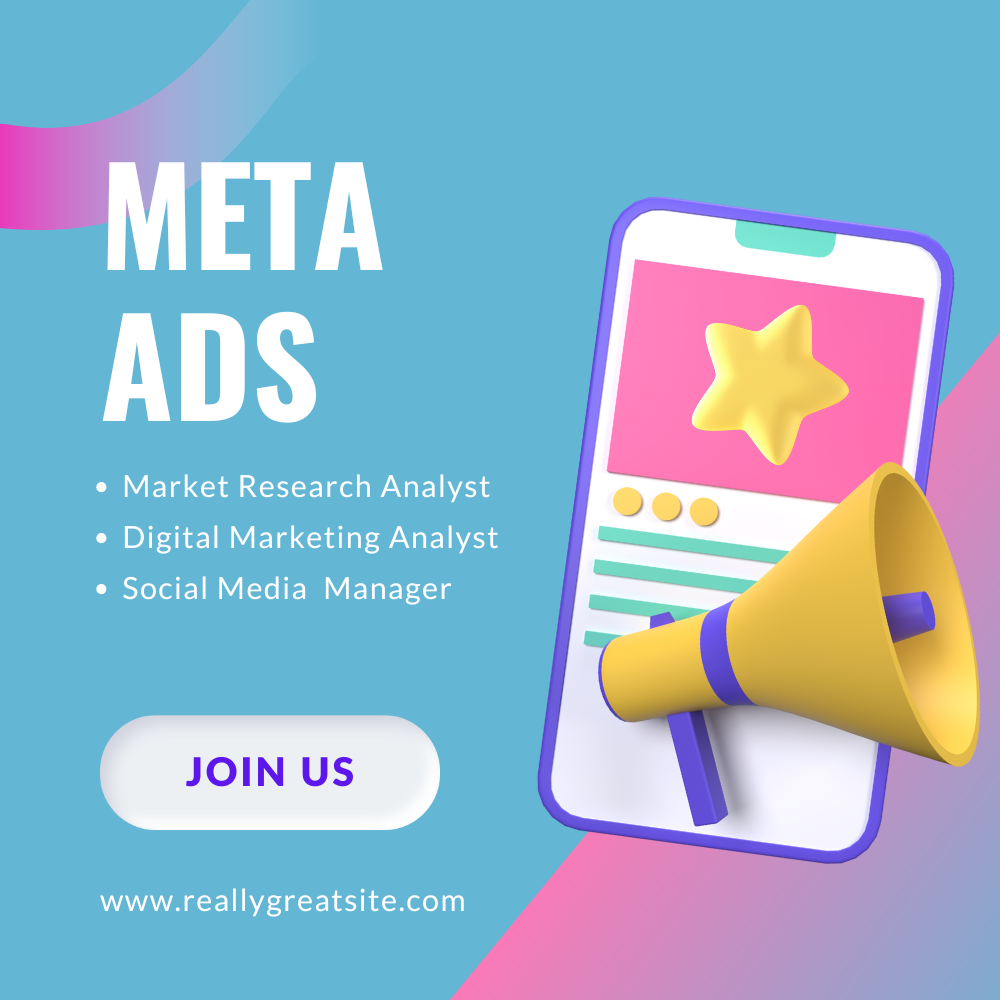 META
ADS
• Market Research Analyst
• Digital Marketing Analyst
• Social Media  Manager
JOIN US
www.reallygreatsite.com